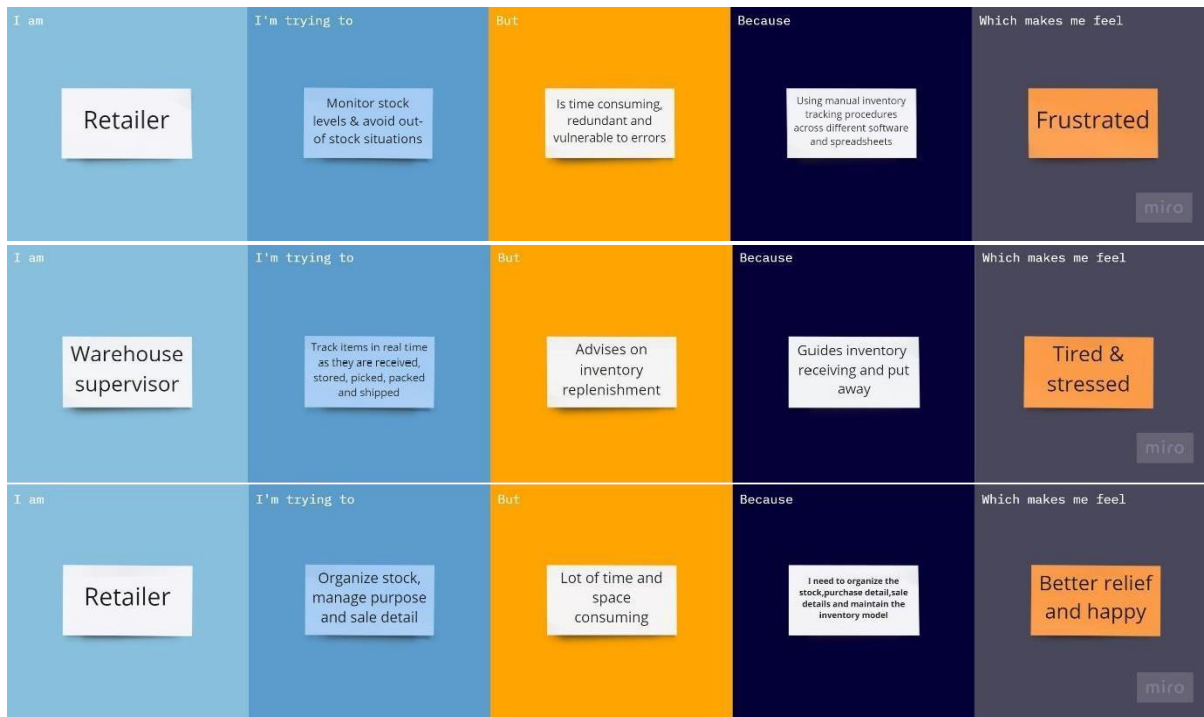 I am
I'm trying to
But
Because
Which makes me feel
Retailer
Monitor stock
levels & avoid out-
of stock situations
Is time consuming,
redundant and
vulnerable to errors
Using manual inventory
tracking procedures
across different software
and spreadsheets
Frustrated
miro
I am
I'm trying to
But
Because
Which makes me feel
Warehouse
supervisor
Track items in real time
as they are received,
stored, picked, packed
and shipped
Advises on
inventory
replenishment
Guides inventory
receiving and put
away
Tired &
stressed
miro
I am
I'm trying to
But
Because
Which makes me feel
Retailer
Organize stock,
manage purpose
and sale detail
Lot of time and
space
consuming
I need to organize the
stock,purchase detail,sale
details and maintain the
inventory model
Better relief
and happy
miro